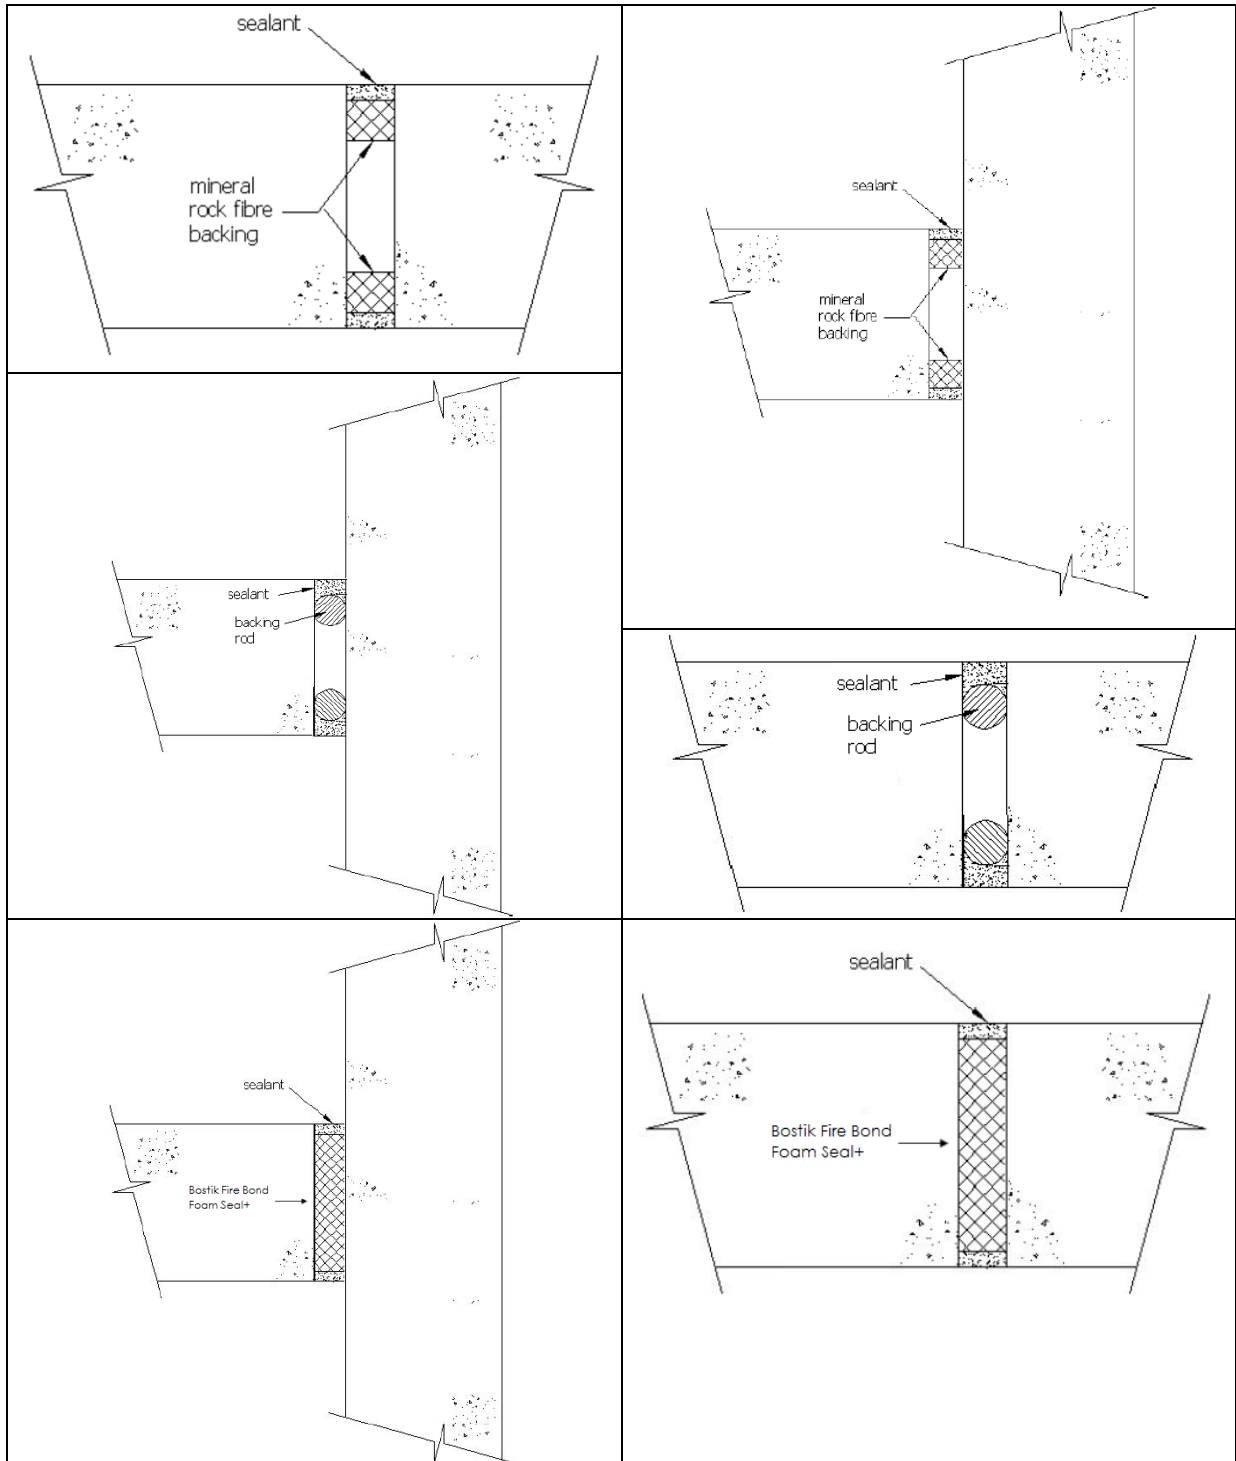 sealant
mineral
rock fibre
backing
sealant
mineral
rock fibre
backing
sealant
backing
rod
sealant
backing
rod
sealant
Bostik Fire Bond
Foam Seal+
sealant
Bostik Fire Bond
Foam Seal+